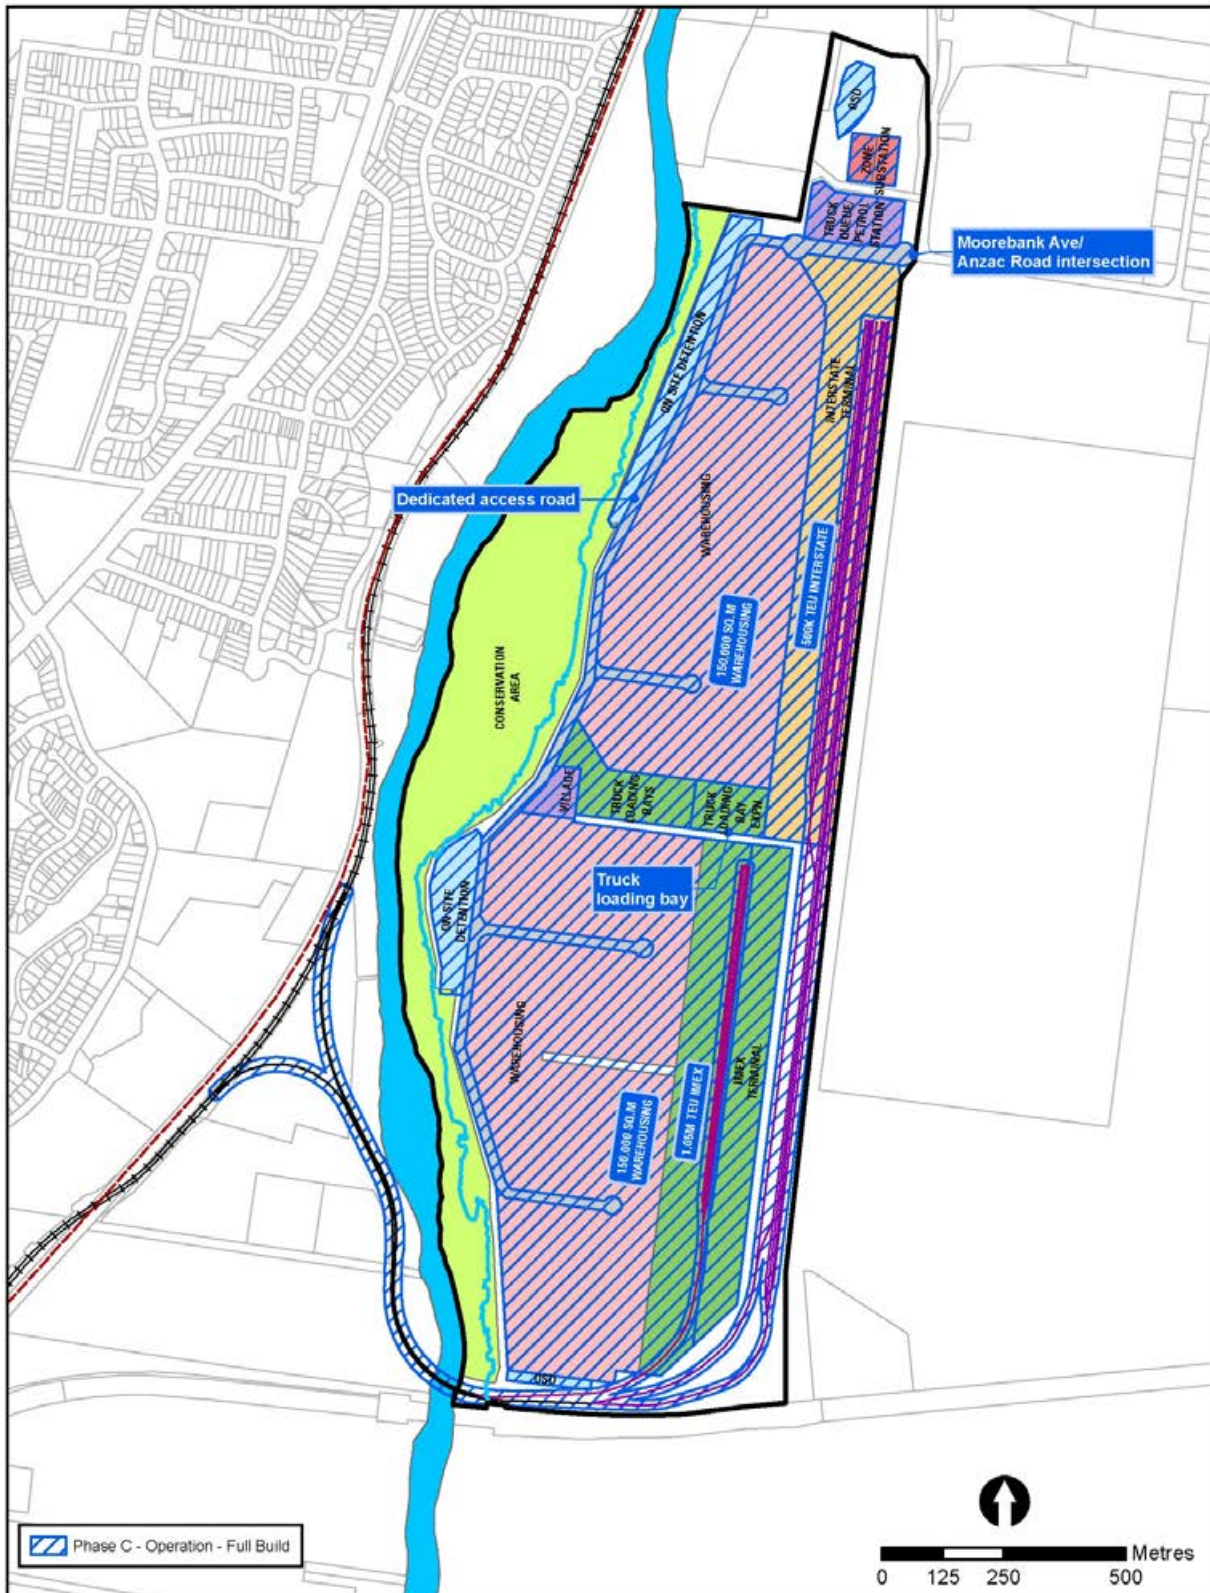 OSD
ZONE
SUBSTATION
TRUCK
QUEUE/
PETROL
STATION
Moorebank Ave/
Anzac Road intersection
ON SITE DETENTION
INTERSTATE
TERMINAL
Dedicated access road
WAREHOUSING
500K TEU INTERSTATE
150,000 SQ.M
WAREHOUSING
CONSERVATION
AREA
VILLAGE
TRUCK
LOADING
BAYS
TRUCK
LOADING
BAY
EXPN.
Truck
loading bay
ON SITE
DETENTION
WAREHOUSING
IMEX
TERMINAL
1.05M TEU IMEX
150,000 SQ.M
WAREHOUSING
OSD
Phase C - Operation - Full Build
Metres
0 125 250 500